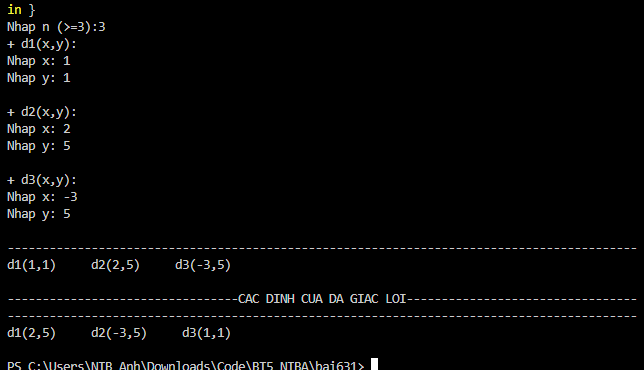 in }
Nhap n (>=3):3
+ d1(x,y):
Nhap x: 1
Nhap y: 1
+ d2(x,y):
Nhap x: 2
Nhap y: 5
+ d3(x,y):
Nhap x: -3
Nhap y: 5
------------------------------------------------------------------------------------------
d1(1,1)     d2(2,5)     d3(-3,5)
---------------------------------CAC DINH CUA DA GIAC LOI---------------------------------
------------------------------------------------------------------------------------------
d1(2,5)     d2(-3,5)     d3(1,1)
PS C:\Users\NTB Anh\Downloads\Code\BT5_NTBA\bai631>